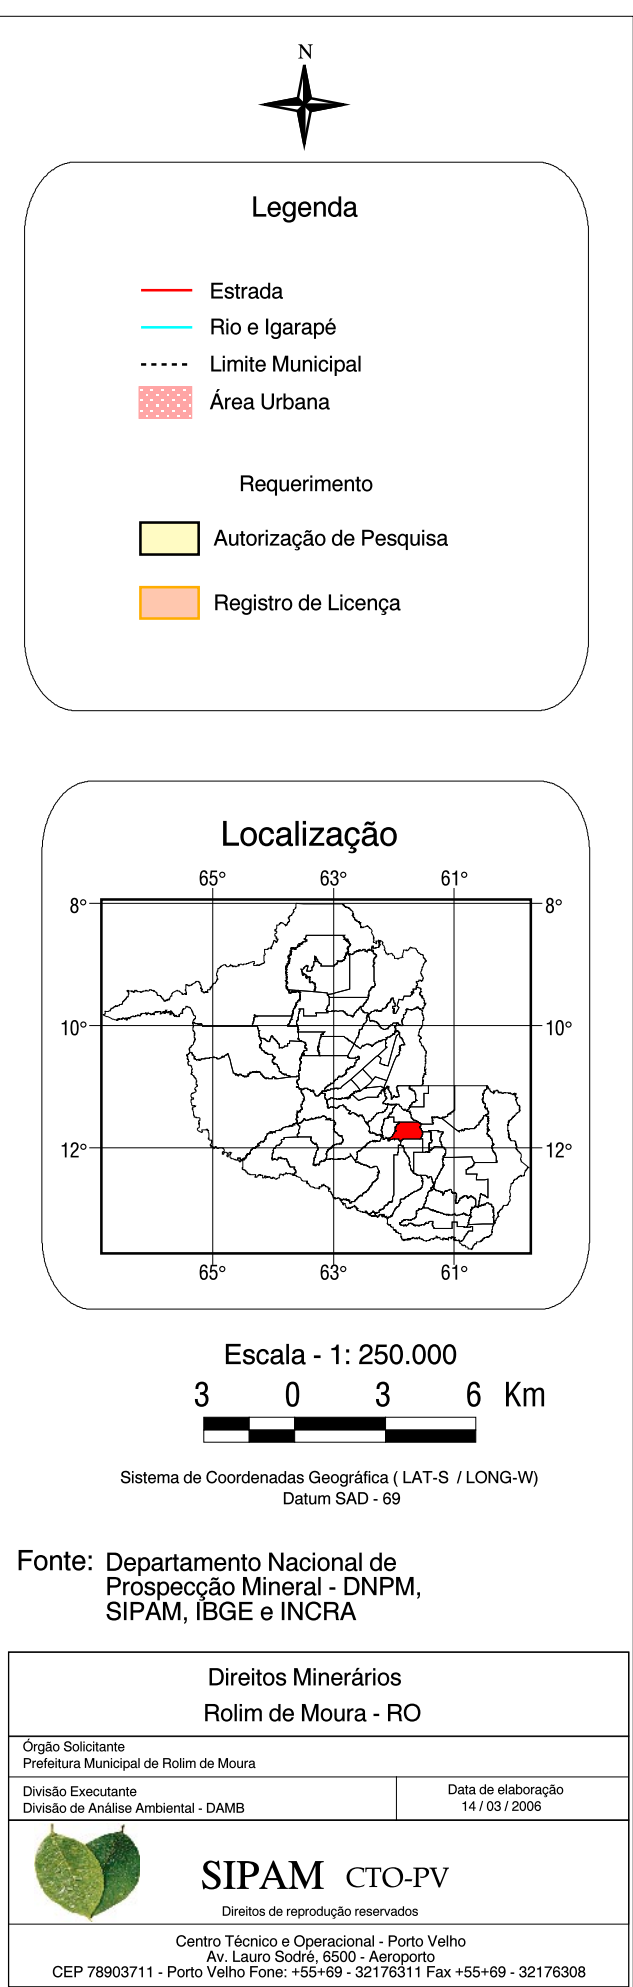 N
Legenda
Estrada
Rio e Igarapé
Limite Municipal
Área Urbana
Requerimento
Autorização de Pesquisa
Registro de Licença
Localização
65° 63° 61°
8° 8°
10° 10°
12° 12°
65° 63° 61°
Escala - 1: 250.000
3 0 3 6 Km
Sistema de Coordenadas Geográfica ( LAT-S / LONG-W)
Datum SAD - 69
Fonte: Departamento Nacional de
Prospecção Mineral - DNPM,
SIPAM, IBGE e INCRA
Direitos Minerários
Rolim de Moura - RO
Órgão Solicitante
Prefeitura Municipal de Rolim de Moura
Divisão Executante
Divisão de Análise Ambiental - DAMB
Data de elaboração
14 / 03 / 2006
SIPAM CTO-PV
Direitos de reprodução reservados
Centro Técnico e Operacional - Porto Velho
Av. Lauro Sodré, 6500 - Aeroporto
CEP 78903711 - Porto Velho Fone: +55+69 - 32176311 Fax +55+69 - 32176308